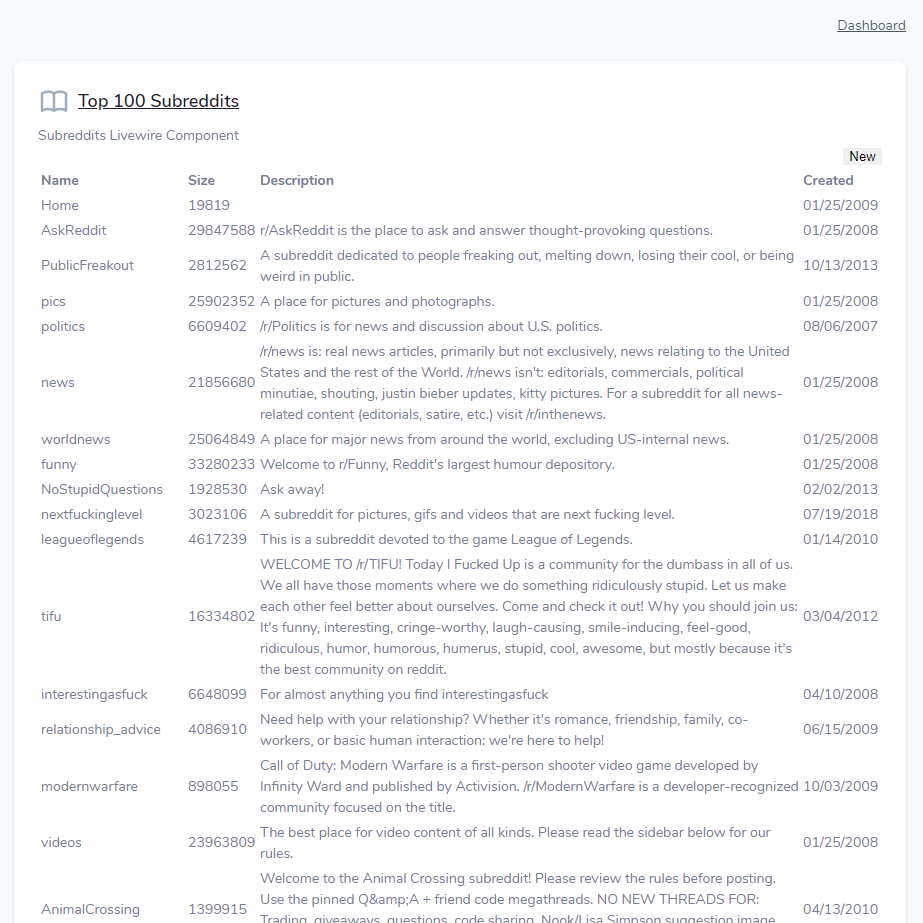 Dashboard
Top 100 Subreddits
Subreddits Livewire Component
New
Name Size Description Created
Home 19819 01/25/2009
AskReddit 29847588 r/AskReddit is the place to ask and answer thought-provoking questions. 01/25/2008
A subreddit dedicated to people freaking out, melting down, losing their cool, or being
PublicFreakout 2812562 10/13/2013
weird in public.
pics 25902352 A place for pictures and photographs. 01/25/2008
politics 6609402 /r/Politics is for news and discussion about U.S. politics. 08/06/2007
/r/news is: real news articles, primarily but not exclusively, news relating to the United
States and the rest of the World. /r/news isn't: editorials, commercials, political
news 21856680 01/25/2008
minutiae, shouting, justin bieber updates, kitty pictures. For a subreddit for all news-
related content (editorials, satire, etc.) visit /r/inthenews.
worldnews 25064849 A place for major news from around the world, excluding US-internal news. 01/25/2008
funny 33280233 Welcome to r/Funny, Reddit's largest humour depository. 01/25/2008
NoStupidQuestions 1928530 Ask away! 02/02/2013
nextfuckinglevel 3023106 A subreddit for pictures, gifs and videos that are next fucking level. 07/19/2018
leagueoflegends 4617239 This is a subreddit devoted to the game League of Legends. 01/14/2010
WELCOME TO /r/TIFU! Today I Fucked Up is a community for the dumbass in all of us.
We all have those moments where we do something ridiculously stupid. Let us make
each other feel better about ourselves. Come and check it out! Why you should join us:
tifu 16334802 03/04/2012
It's funny, interesting, cringe-worthy, laugh-causing, smile-inducing, feel-good,
ridiculous, humor, humorous, humerus, stupid, cool, awesome, but mostly because it's
the best community on reddit.
interestingasfuck 6648099 For almost anything you find interestingasfuck 04/10/2008
Need help with your relationship? Whether it's romance, friendship, family, co-
relationship_advice 4086910 06/15/2009
workers, or basic human interaction: we're here to help!
Call of Duty: Modern Warfare is a first-person shooter video game developed by
modernwarfare 898055 Infinity Ward and published by Activision. /r/ModernWarfare is a developer-recognized 10/03/2009
community focused on the title.
The best place for video content of all kinds. Please read the sidebar below for our
videos 23963809 01/25/2008
rules.
Welcome to the Animal Crossing subreddit! Please review the rules before posting.
Use the pinned Q&amp;A + friend code megathreads. NO NEW THREADS FOR:
AnimalCrossing 1399915 04/13/2010
Trading, giveaways, questions, code sharing, Nook/Lisa Simpson suggestion image